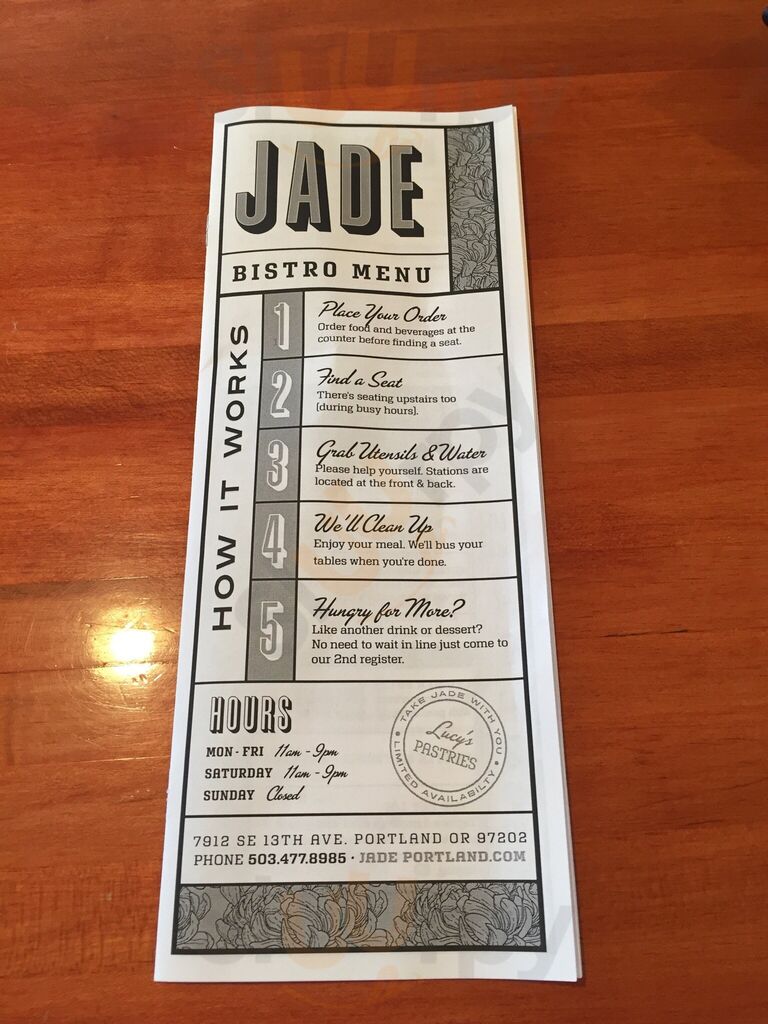 JADE
BISTRO MENU
HOW IT WORKS
1
Place Your Order
Order food and beverages at the
counter before finding a seat.
2
Find a Seat
There's seating upstairs too
(during busy hours).
3
Grab Utensils & Water
Please help yourself. Stations are
located at the front & back.
4
We'll Clean Up
Enjoy your meal. We'll bus your
tables when you're done.
5
Hungry for More?
Like another drink or dessert?
No need to wait in line just come to
our 2nd register.
HOURS
MON - FRI 11am - 9pm
SATURDAY 11am - 9pm
SUNDAY Closed
TAKE JADE WITH YOU
Lucy's
PASTRIES
• LIMITED AVAILABILTY •
7912 SE 13TH AVE. PORTLAND OR 97202
PHONE 503.477.8985 · JADE PORTLAND.COM